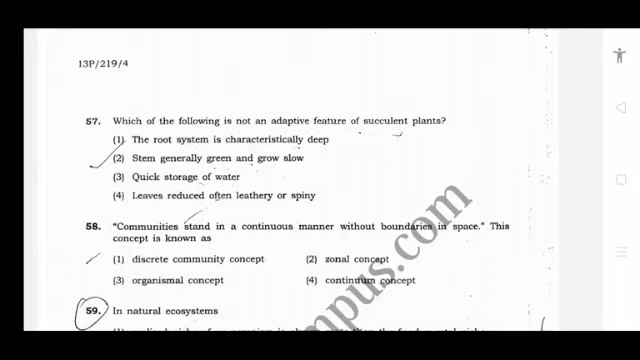 13P/219/4
57. Which of the following is not an adaptive feature of succulent plants?
(1) The root system is characteristically deep
(2) Stem generally green and grow slow
(3) Quick storage of water
(4) Leaves reduced often leathery or spiny
58. "Communities stand in a continuous manner without boundaries in space." This
concept is known as
(1) discrete community concept (2) zonal concept
(3) organismal concept (4) continuum concept
59. In natural ecosystems
mpus.com